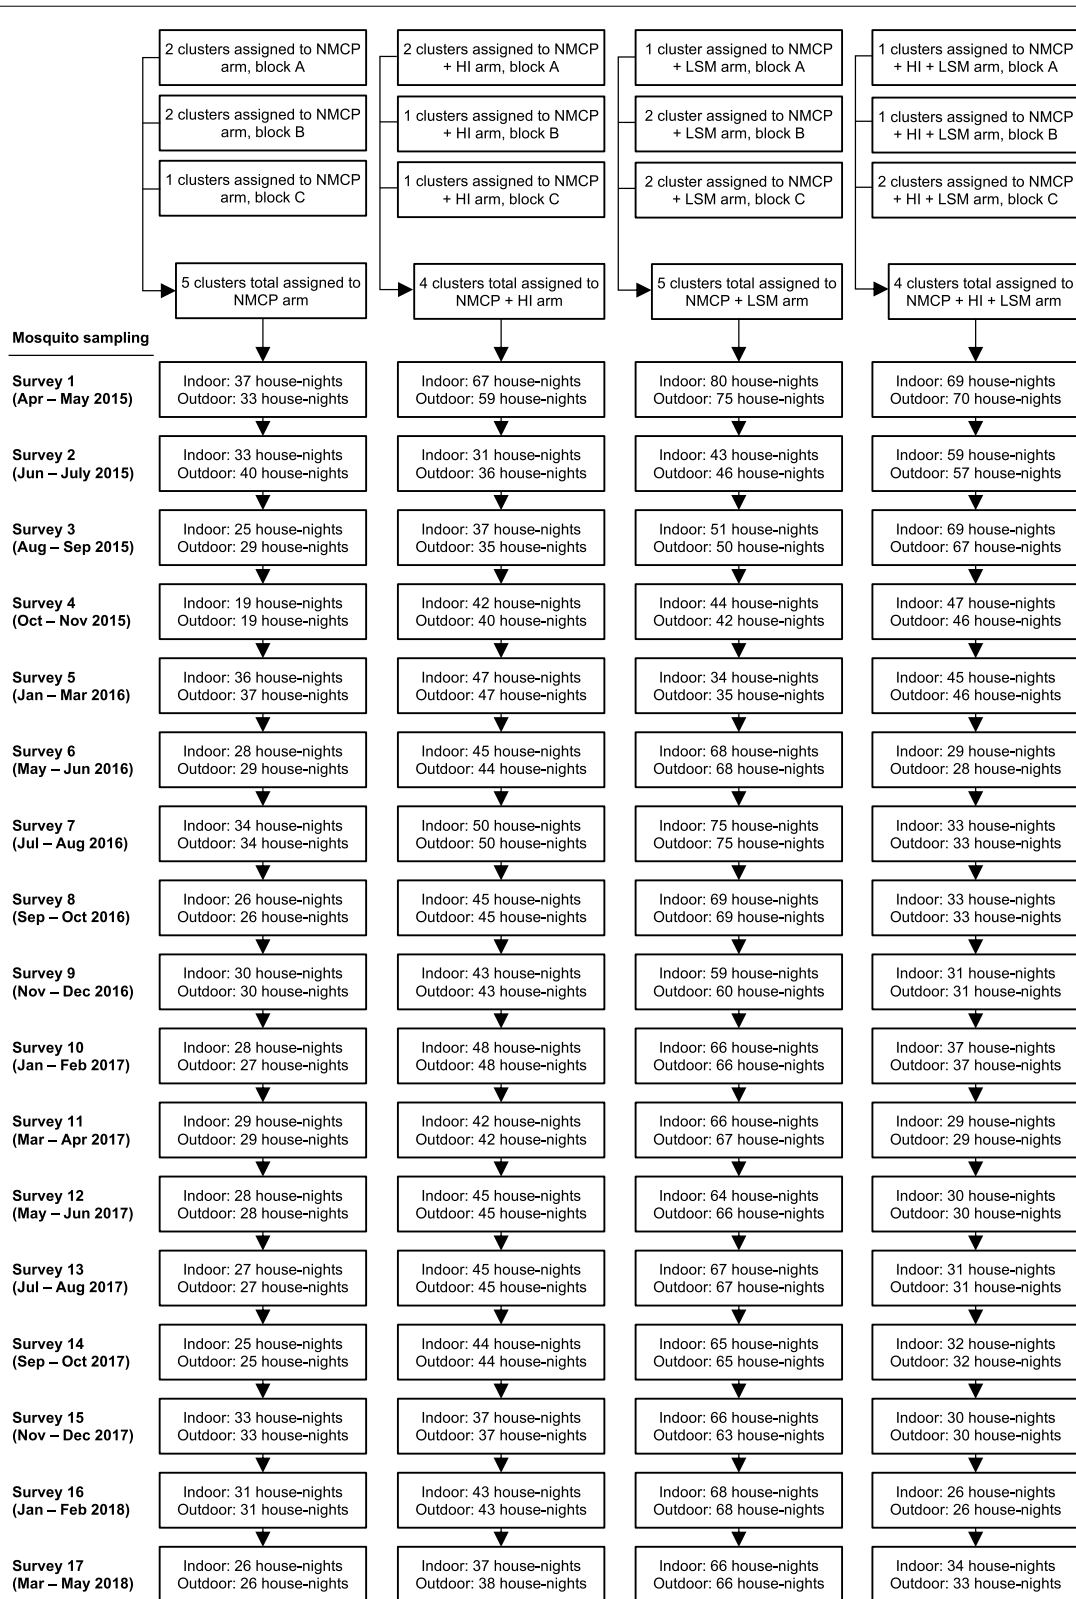 2 clusters assigned to NMCP
arm, block A
2 clusters assigned to NMCP
+ HI arm, block A
1 cluster assigned to NMCP
+ LSM arm, block A
1 cluster assigned to NMCP
+ HI + LSM arm, block A
2 clusters assigned to NMCP
arm, block B
1 clusters assigned to NMCP
+ HI arm, block B
2 cluster assigned to NMCP
+ LSM arm, block B
1 clusters assigned to NMCP
+ HI + LSM arm, block B
1 clusters assigned to NMCP
arm, block C
1 clusters assigned to NMCP
+ HI arm, block C
2 cluster assigned to NMCP
+ LSM arm, block C
2 clusters assigned to NMCP
+ HI + LSM arm, block C
5 clusters total assigned to
NMCP arm
4 clusters total assigned to
NMCP + HI arm
5 clusters total assigned to
NMCP + LSM arm
4 clusters total assigned to
NMCP + HI + LSM arm
Mosquito sampling
Survey 1
(Apr – May 2015)
Indoor: 37 house-nights
Outdoor: 33 house-nights
Indoor: 67 house-nights
Outdoor: 59 house-nights
Indoor: 80 house-nights
Outdoor: 75 house-nights
Indoor: 69 house-nights
Outdoor: 70 house-nights
Survey 2
(Jun – July 2015)
Indoor: 33 house-nights
Outdoor: 40 house-nights
Indoor: 31 house-nights
Outdoor: 36 house-nights
Indoor: 43 house-nights
Outdoor: 46 house-nights
Indoor: 59 house-nights
Outdoor: 57 house-nights
Survey 3
(Aug – Sep 2015)
Indoor: 25 house-nights
Outdoor: 29 house-nights
Indoor: 37 house-nights
Outdoor: 35 house-nights
Indoor: 51 house-nights
Outdoor: 50 house-nights
Indoor: 69 house-nights
Outdoor: 67 house-nights
Survey 4
(Oct – Nov 2015)
Indoor: 19 house-nights
Outdoor: 19 house-nights
Indoor: 42 house-nights
Outdoor: 40 house-nights
Indoor: 44 house-nights
Outdoor: 42 house-nights
Indoor: 47 house-nights
Outdoor: 46 house-nights
Survey 5
(Jan – Mar 2016)
Indoor: 36 house-nights
Outdoor: 37 house-nights
Indoor: 47 house-nights
Outdoor: 47 house-nights
Indoor: 34 house-nights
Outdoor: 35 house-nights
Indoor: 45 house-nights
Outdoor: 46 house-nights
Survey 6
(May – Jun 2016)
Indoor: 28 house-nights
Outdoor: 29 house-nights
Indoor: 45 house-nights
Outdoor: 44 house-nights
Indoor: 68 house-nights
Outdoor: 68 house-nights
Indoor: 29 house-nights
Outdoor: 28 house-nights
Survey 7
(Jul – Aug 2016)
Indoor: 34 house-nights
Outdoor: 34 house-nights
Indoor: 50 house-nights
Outdoor: 50 house-nights
Indoor: 75 house-nights
Outdoor: 75 house-nights
Indoor: 33 house-nights
Outdoor: 33 house-nights
Survey 8
(Sep – Oct 2016)
Indoor: 26 house-nights
Outdoor: 26 house-nights
Indoor: 45 house-nights
Outdoor: 45 house-nights
Indoor: 69 house-nights
Outdoor: 69 house-nights
Indoor: 33 house-nights
Outdoor: 33 house-nights
Survey 9
(Nov – Dec 2016)
Indoor: 30 house-nights
Outdoor: 30 house-nights
Indoor: 43 house-nights
Outdoor: 43 house-nights
Indoor: 59 house-nights
Outdoor: 60 house-nights
Indoor: 31 house-nights
Outdoor: 31 house-nights
Survey 10
(Jan – Feb 2017)
Indoor: 28 house-nights
Outdoor: 27 house-nights
Indoor: 48 house-nights
Outdoor: 48 house-nights
Indoor: 66 house-nights
Outdoor: 66 house-nights
Indoor: 37 house-nights
Outdoor: 37 house-nights
Survey 11
(Mar – Apr 2017)
Indoor: 29 house-nights
Outdoor: 29 house-nights
Indoor: 42 house-nights
Outdoor: 42 house-nights
Indoor: 66 house-nights
Outdoor: 67 house-nights
Indoor: 29 house-nights
Outdoor: 29 house-nights
Survey 12
(May – Jun 2017)
Indoor: 28 house-nights
Outdoor: 28 house-nights
Indoor: 45 house-nights
Outdoor: 45 house-nights
Indoor: 64 house-nights
Outdoor: 66 house-nights
Indoor: 30 house-nights
Outdoor: 30 house-nights
Survey 13
(Jul – Aug 2017)
Indoor: 27 house-nights
Outdoor: 27 house-nights
Indoor: 45 house-nights
Outdoor: 45 house-nights
Indoor: 67 house-nights
Outdoor: 67 house-nights
Indoor: 31 house-nights
Outdoor: 31 house-nights
Survey 14
(Sep – Oct 2017)
Indoor: 25 house-nights
Outdoor: 25 house-nights
Indoor: 44 house-nights
Outdoor: 44 house-nights
Indoor: 65 house-nights
Outdoor: 65 house-nights
Indoor: 32 house-nights
Outdoor: 32 house-nights
Survey 15
(Nov – Dec 2017)
Indoor: 33 house-nights
Outdoor: 33 house-nights
Indoor: 37 house-nights
Outdoor: 37 house-nights
Indoor: 66 house-nights
Outdoor: 63 house-nights
Indoor: 30 house-nights
Outdoor: 30 house-nights
Survey 16
(Jan – Feb 2018)
Indoor: 31 house-nights
Outdoor: 31 house-nights
Indoor: 43 house-nights
Outdoor: 43 house-nights
Indoor: 68 house-nights
Outdoor: 68 house-nights
Indoor: 26 house-nights
Outdoor: 26 house-nights
Survey 17
(Mar – May 2018)
Indoor: 26 house-nights
Outdoor: 26 house-nights
Indoor: 37 house-nights
Outdoor: 38 house-nights
Indoor: 66 house-nights
Outdoor: 66 house-nights
Indoor: 34 house-nights
Outdoor: 33 house-nights